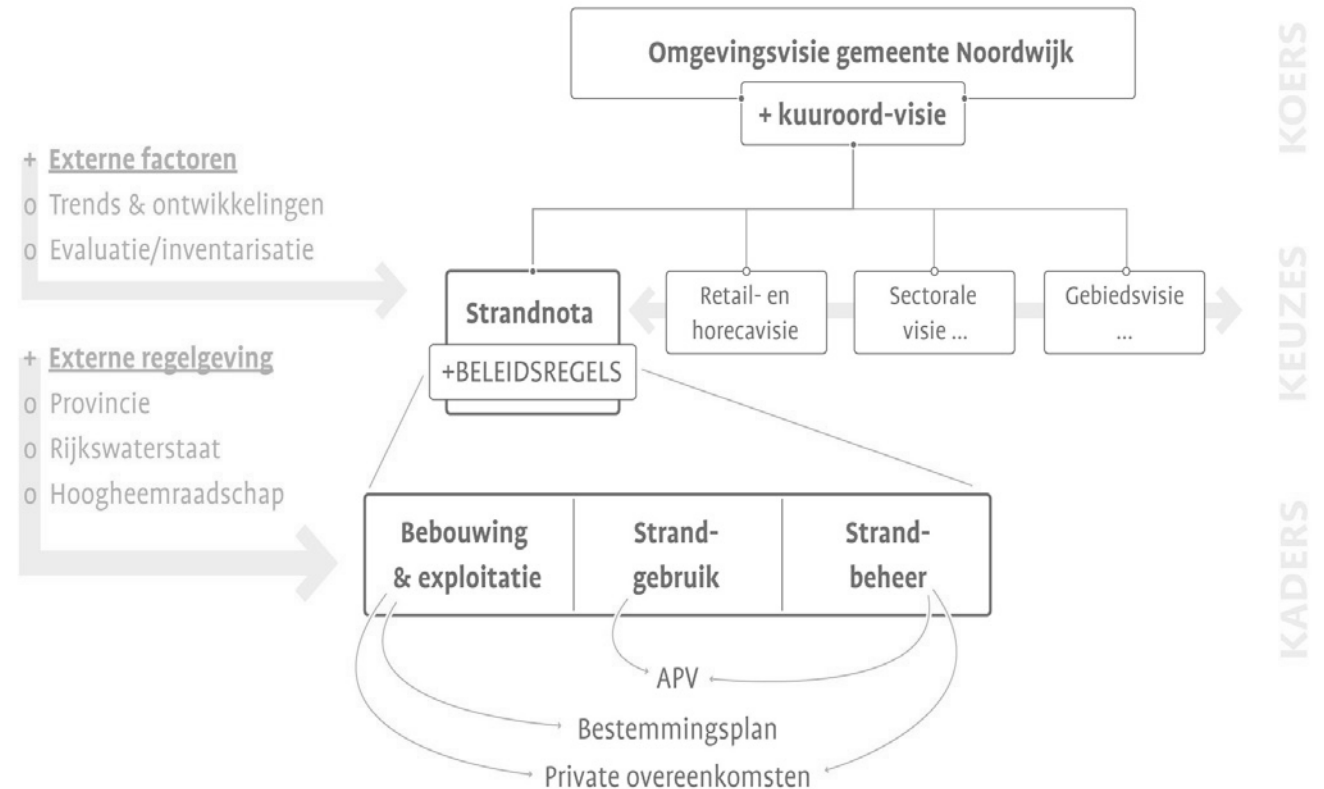 Omgevingsvisie gemeente Noordwijk
+ kuuroord-visie
KOERS
+ Externe factoren
o Trends & ontwikkelingen
o Evaluatie/inventarisatie
Strandnota
+BELEIDSREGELS
Retail- en
horecavisie
Sectorale
visie ...
Gebiedsvisie
...
KEUZES
+ Externe regelgeving
o Provincie
o Rijkswaterstaat
o Hoogheemraadschap
Bebouwing
& exploitatie
Strand-
gebruik
Strand-
beheer
KADERS
APV
Bestemmingsplan
Private overeenkomsten